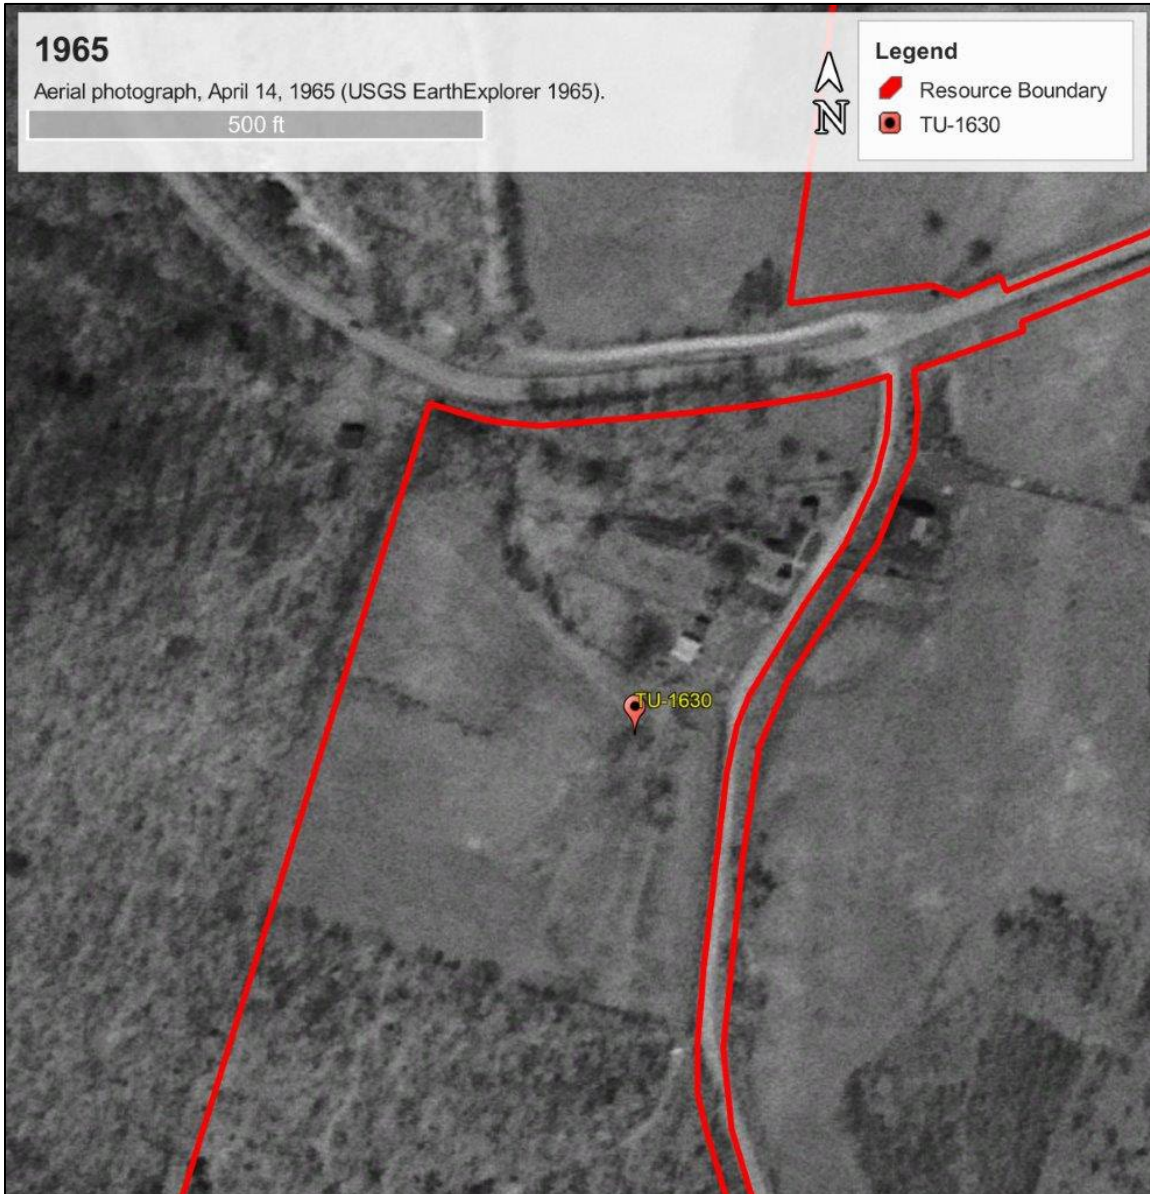 1965
Aerial photograph, April 14, 1965 (USGS EarthExplorer 1965).
500 ft
N
Legend
Resource Boundary
TU-1630
TU-1630